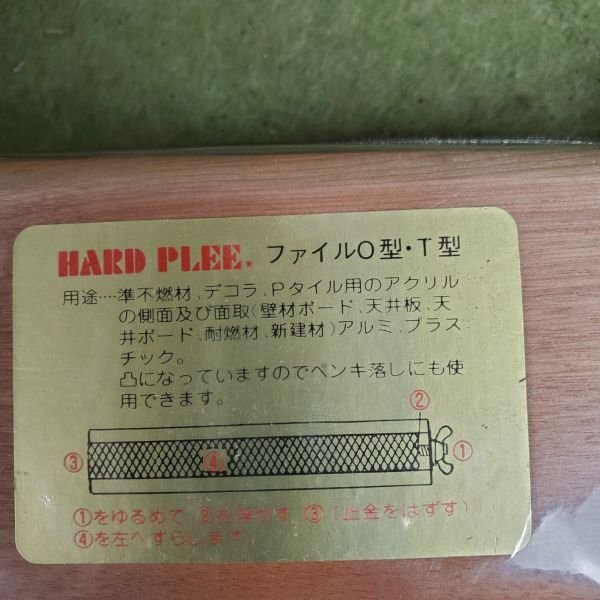 HARD PLEE. ファイルO型・T型
用途‥‥準不燃材、デコラ、Pタイル用のアクリル
の側面及び面取(壁材ボード、天井板、天
井ボード、耐燃材、新建材)アルミ、プラス
チック。
凸になっていますのでペンキ落しにも使
用できます。
②
③ ④ ①
①をゆるめて ②を ③(止金をはずす)
④を左へずらします。